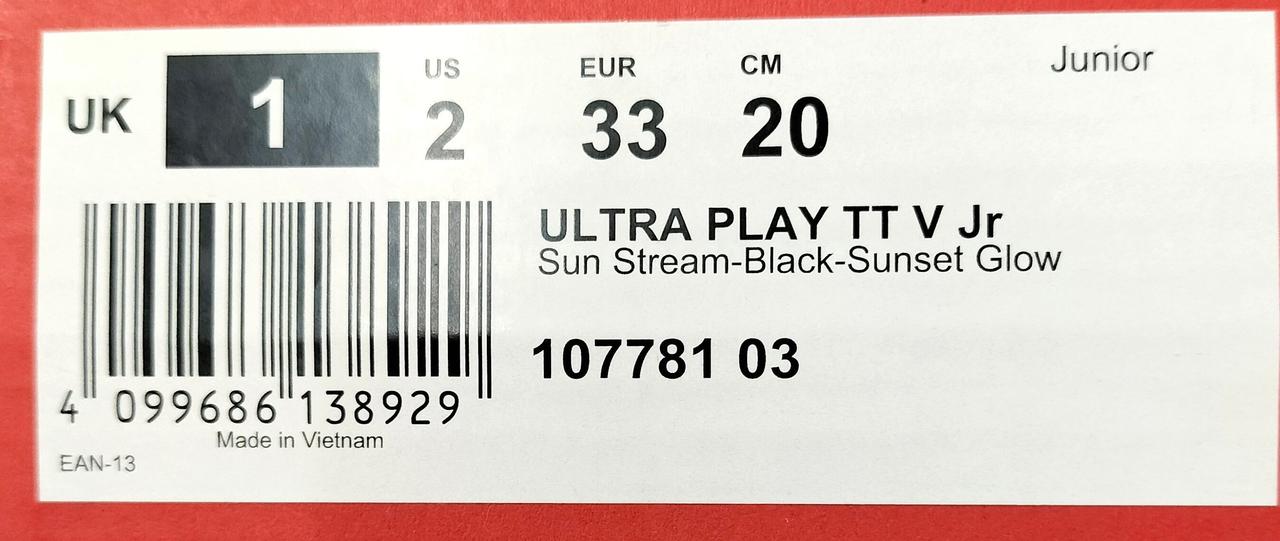 Junior
UK 1 US 2 EUR 33 CM 20
ULTRA PLAY TT V Jr
Sun Stream-Black-Sunset Glow
107781 03
4 099686 138929
Made in Vietnam
EAN-13